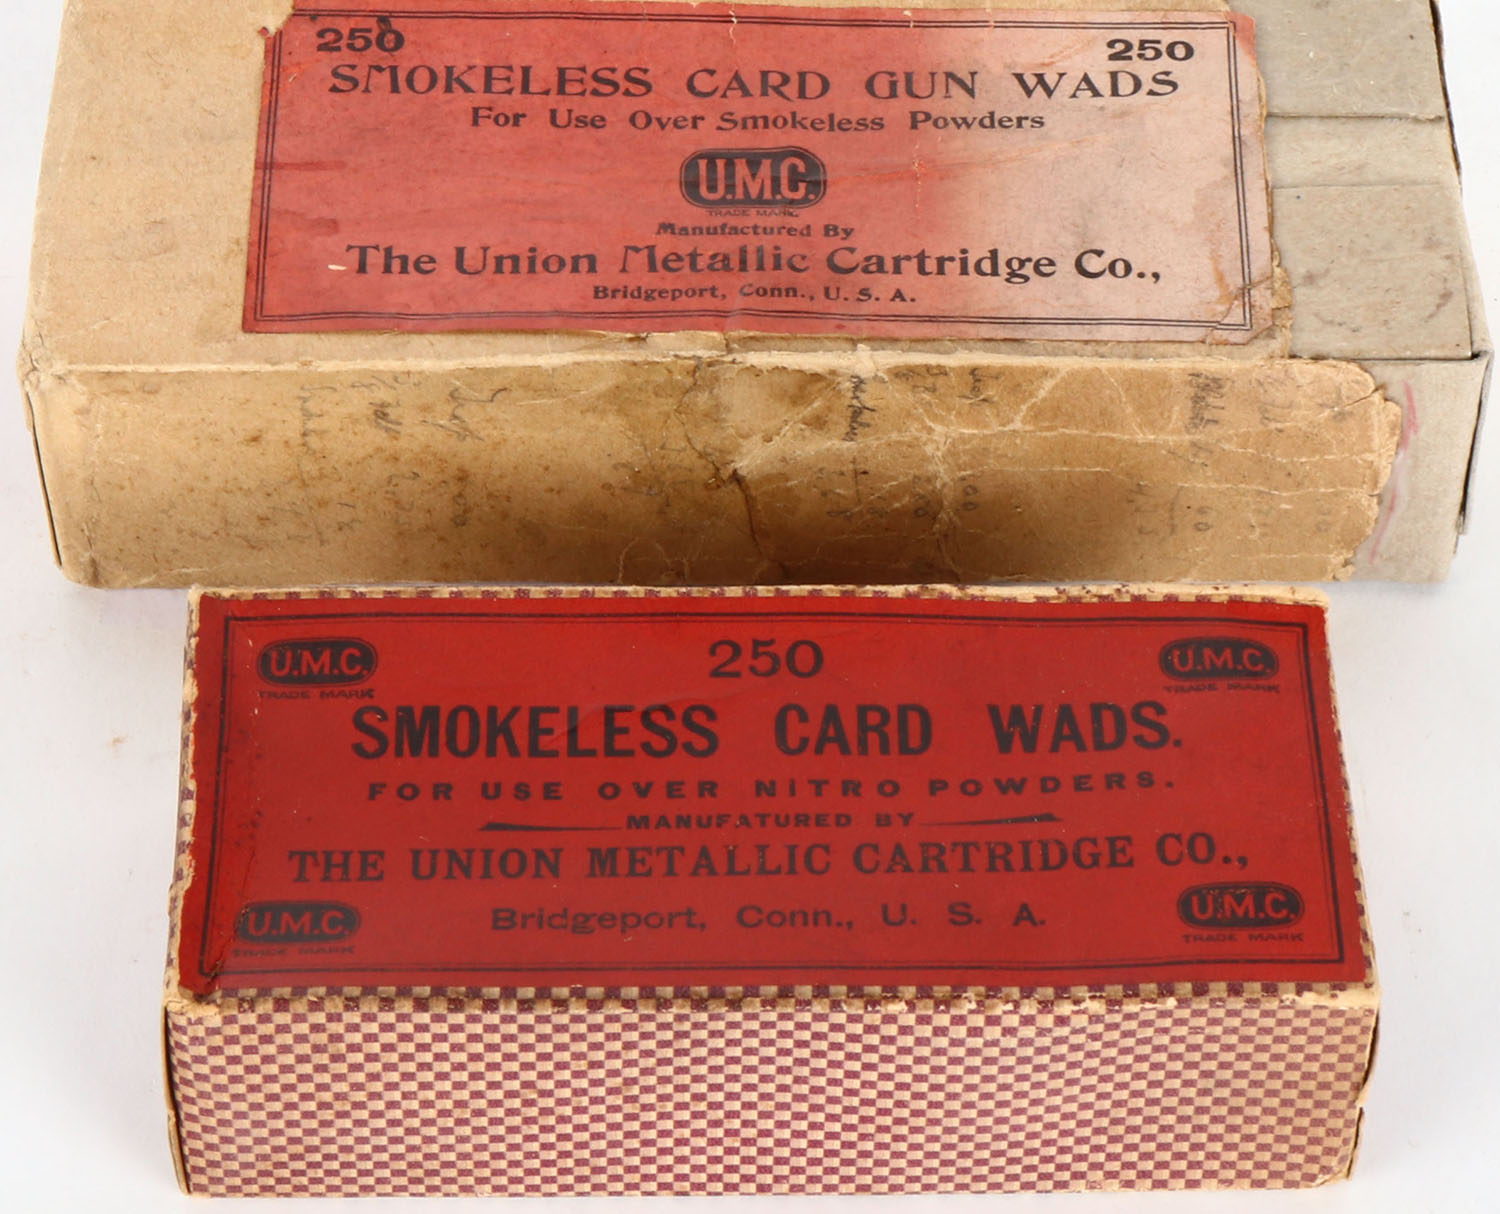 250 250
SMOKELESS CARD GUN WADS
For Use Over Smokeless Powders
U.M.C.
TRADE MARK.
Manufactured By
The Union Metallic Cartridge Co.,
Bridgeport, Conn., U. S. A.
U.M.C. 250 U.M.C.
TRADE MARK TRADE MARK
SMOKELESS CARD WADS.
FOR USE OVER NITRO POWDERS.
MANUFATURED BY
THE UNION METALLIC CARTRIDGE CO.,
U.M.C. Bridgeport, Conn., U. S. A. U.M.C.
TRADE MARK TRADE MARK